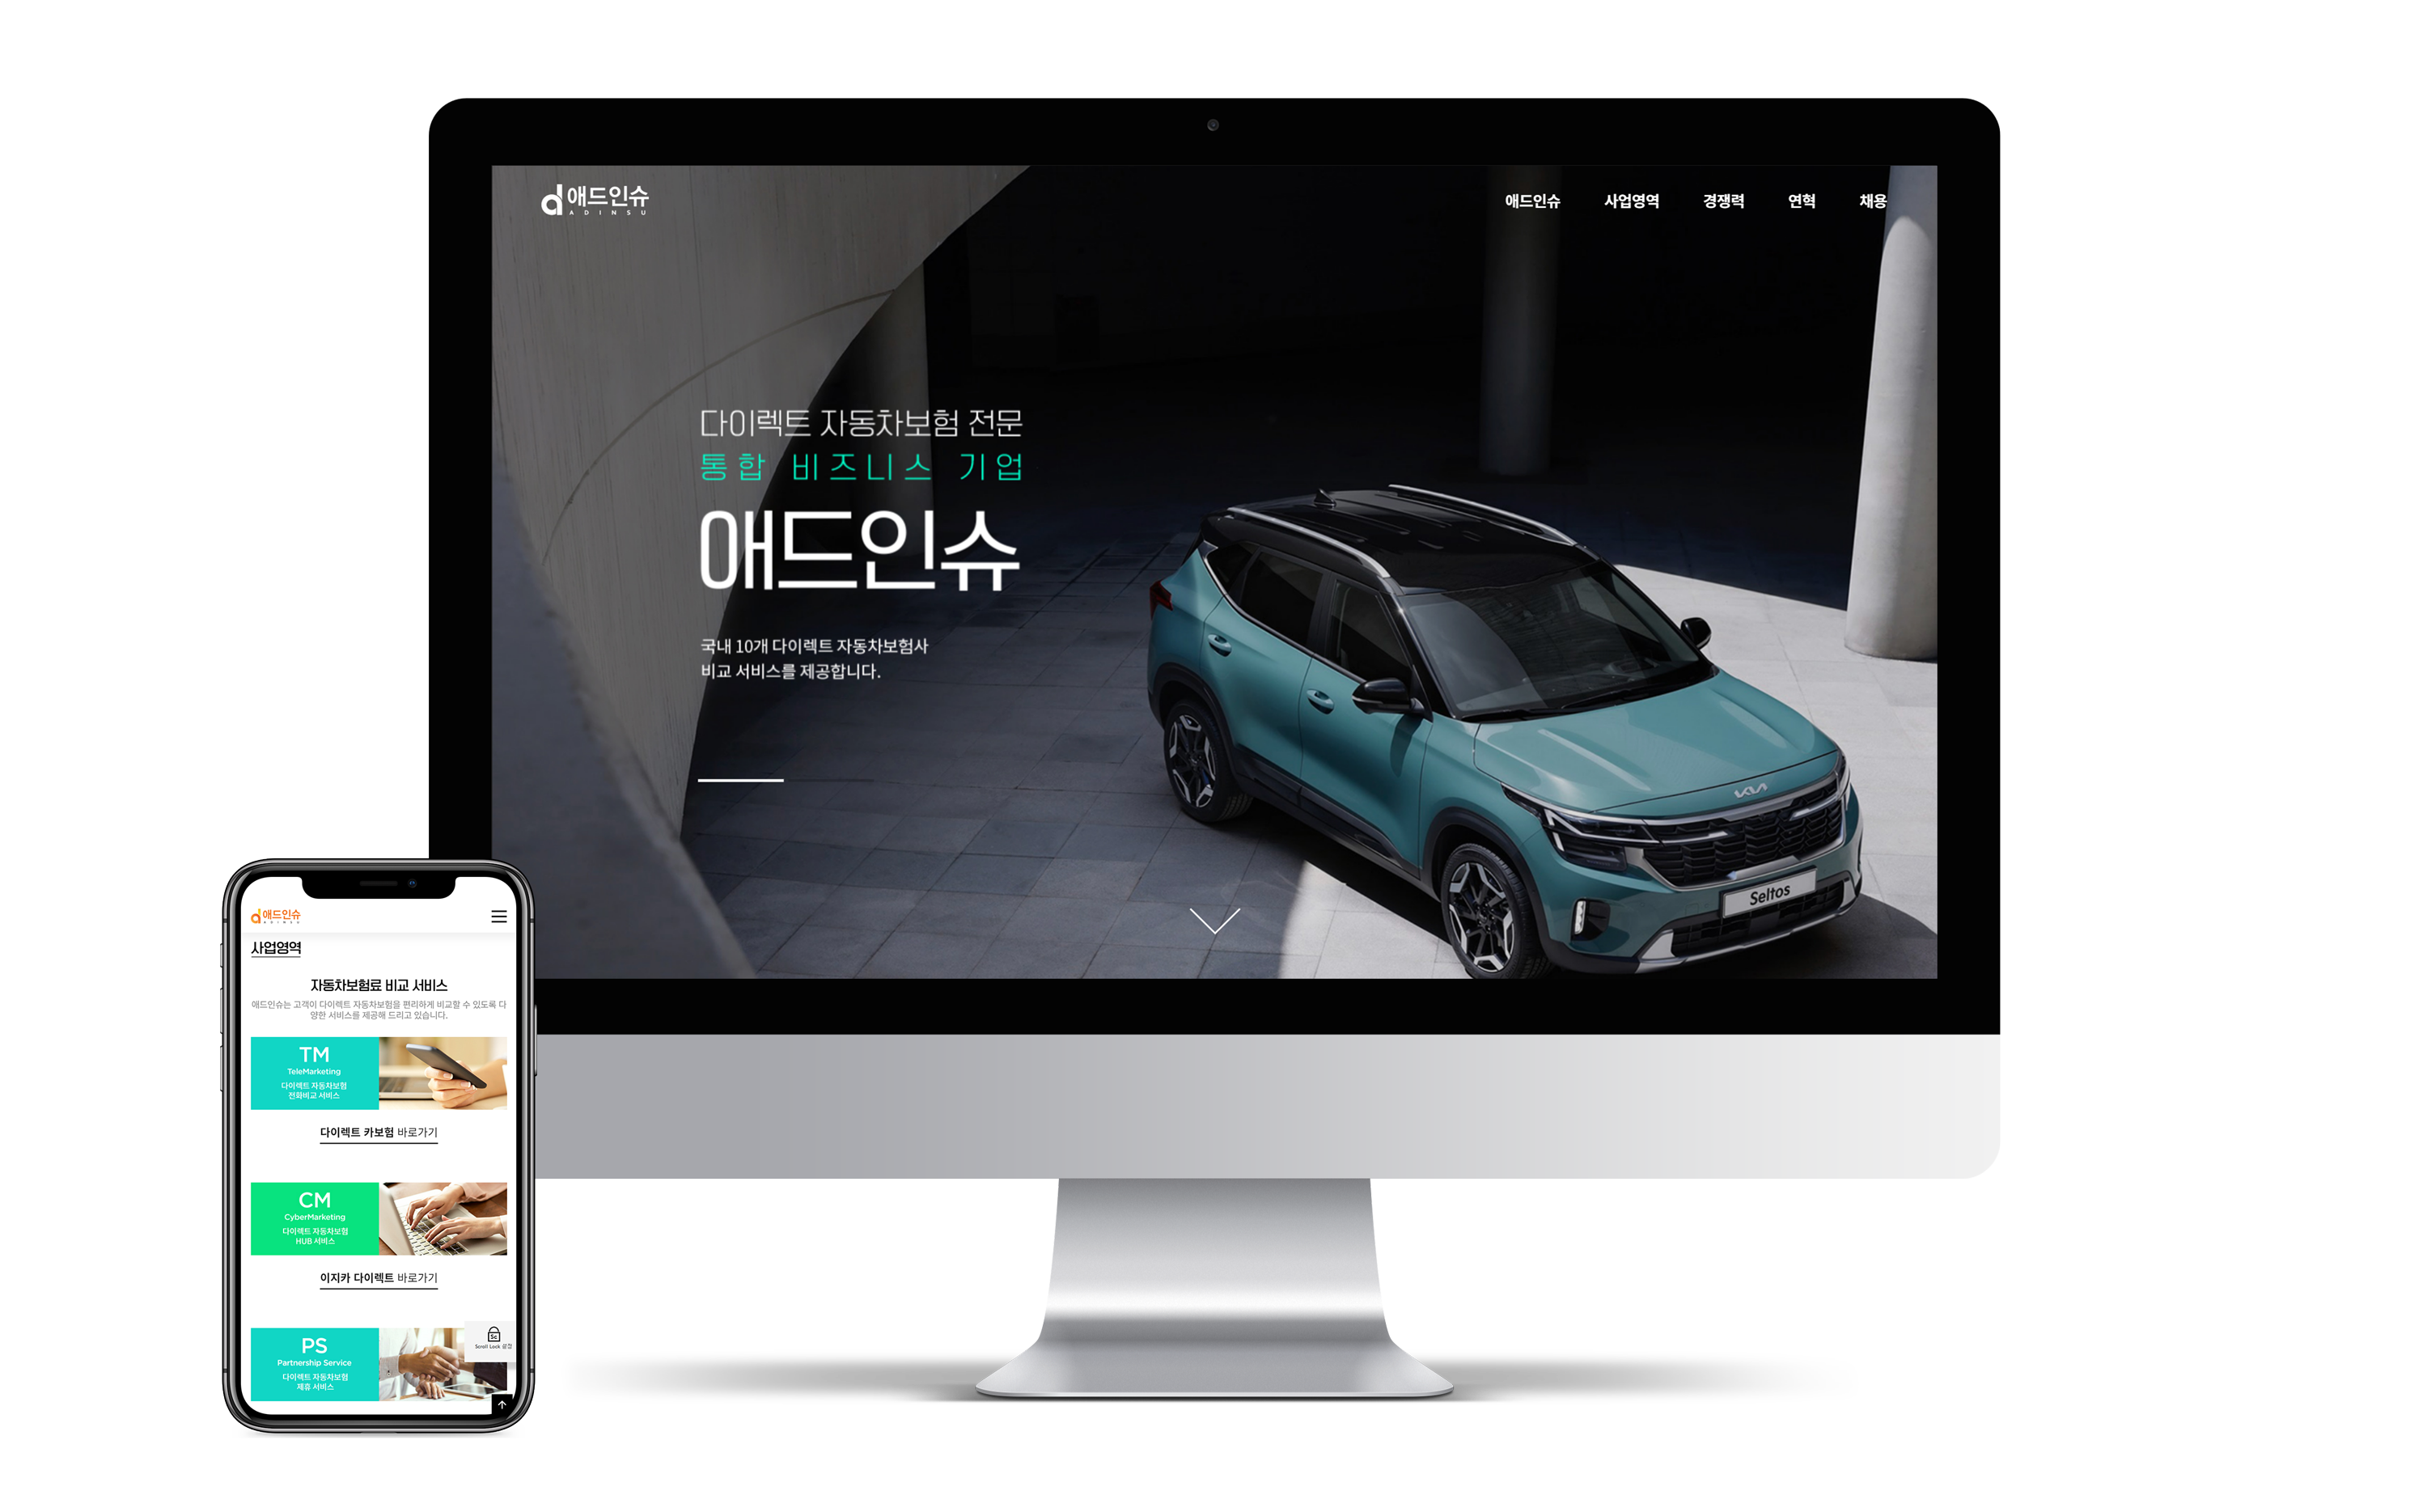 애드인슈
ADINSU
애드인슈 사업영역 경쟁력 연혁 채용
다이렉트 자동차보험 전문
통합 비즈니스 기업
애드인슈
국내 10개 다이렉트 자동차보험사
비교 서비스를 제공합니다.
KIA
Seltos
애드인슈
ADINSU
사업영역
자동차보험료 비교 서비스
애드인슈는 고객이 다이렉트 자동차보험을 편리하게 비교할 수 있도록 다
양한 서비스를 제공해 드리고 있습니다.
TM
TeleMarketing
다이렉트 자동차보험
전화비교 서비스
다이렉트 카보험 바로가기
CM
CyberMarketing
다이렉트 자동차보험
HUB 서비스
이지카 다이렉트 바로가기
PS
Partnership Service
다이렉트 자동차보험
제휴 서비스
Sc
Scroll Lock 설정